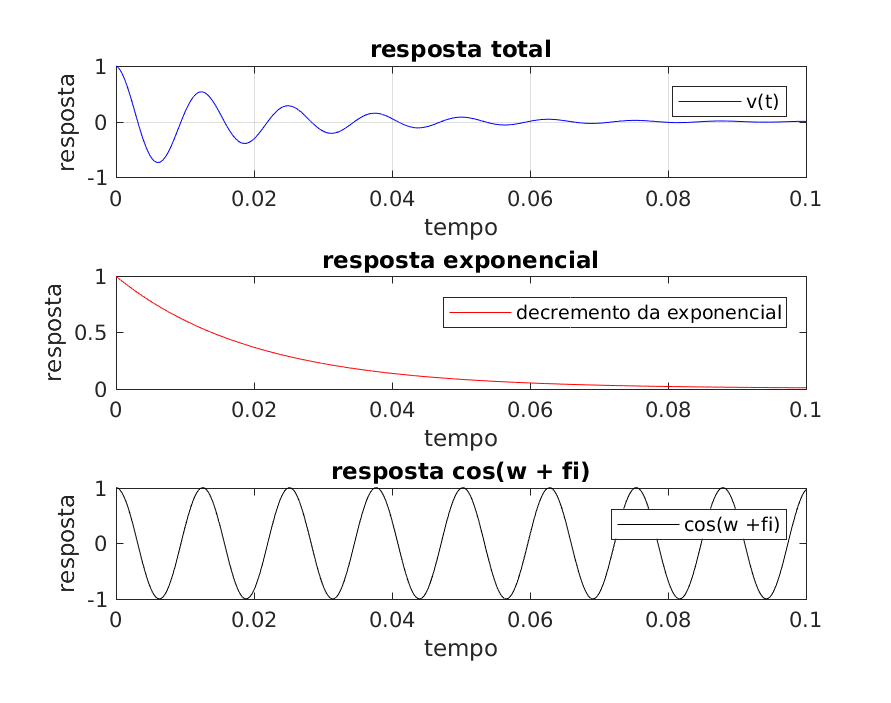 resposta total
1
0
-1
resposta
v(t)
0 0.02 0.04 0.06 0.08 0.1
tempo
resposta exponencial
1
0.5
0
resposta
decremento da exponencial
0 0.02 0.04 0.06 0.08 0.1
tempo
resposta cos(w + fi)
1
0
-1
resposta
cos(w +fi)
0 0.02 0.04 0.06 0.08 0.1
tempo